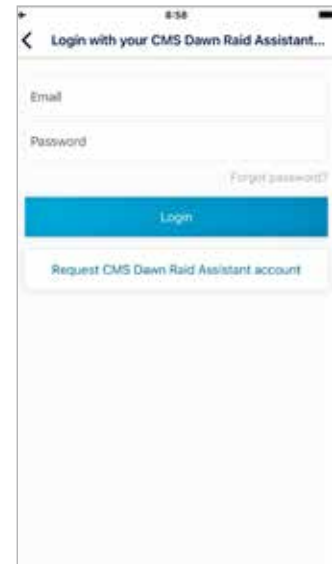 8:58
Login with your CMS Dawn Raid Assistant...
Email
Password
Forgot password?
Login
Request CMS Dawn Raid Assistant account